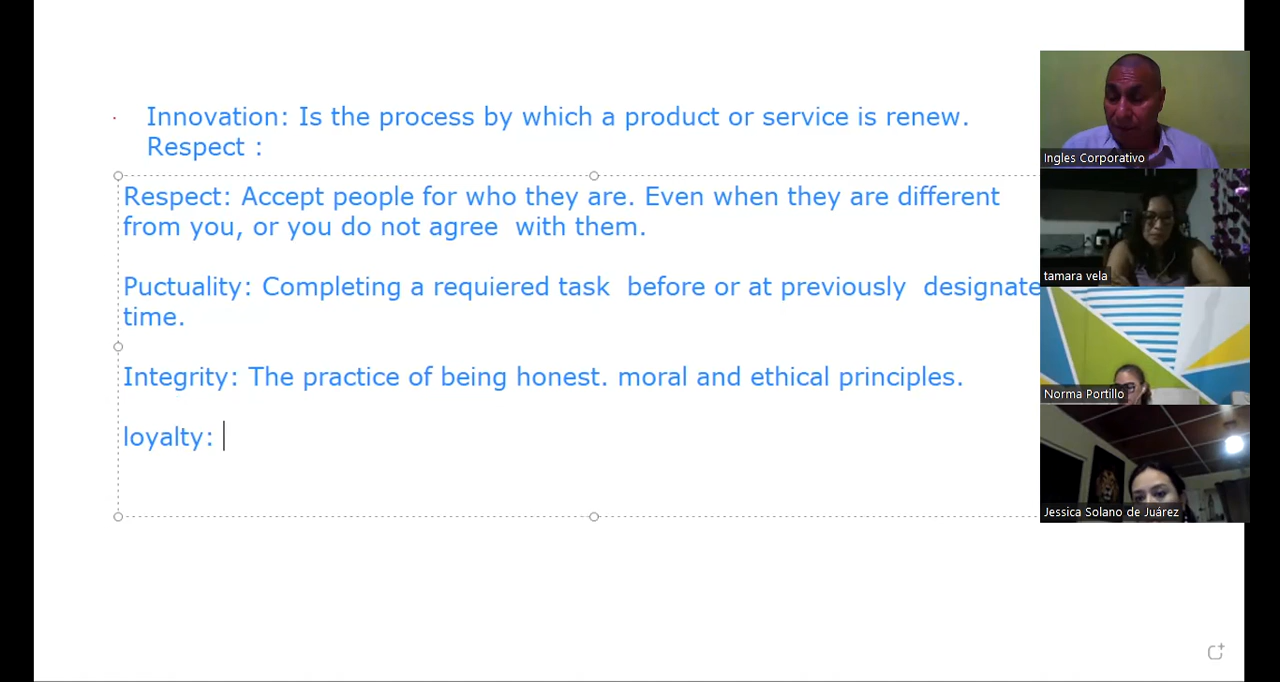 Innovation: Is the process by which a product or service is renew.
Respect :
Respect: Accept people for who they are. Even when they are different
from you, or you do not agree  with them.
Puctuality: Completing a requiered task  before or at previously  designate
time.
Integrity: The practice of being honest. moral and ethical principles.
loyalty:
Ingles Corporativo
tamara vela
Norma Portillo
Jessica Solano de Juárez